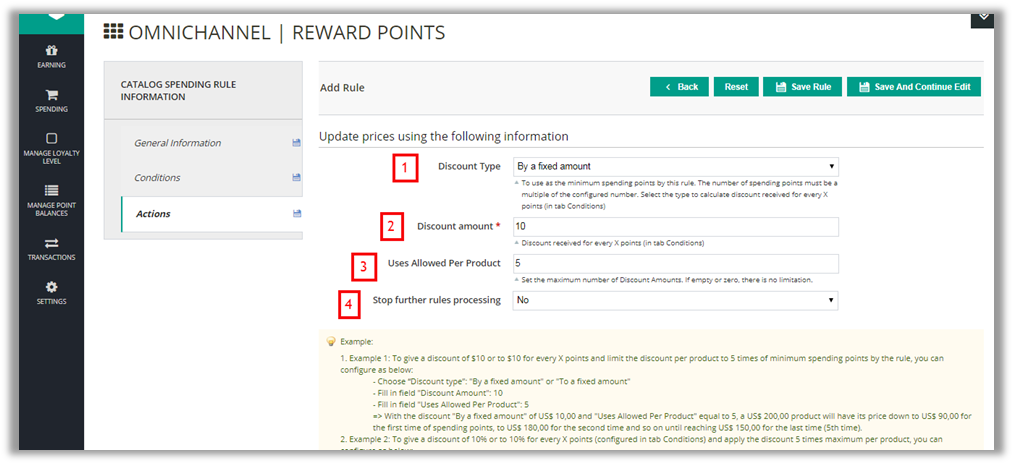 OMNICHANNEL | REWARD POINTS
EARNING
SPENDING
MANAGE LOYALTY
LEVEL
MANAGE POINT
BALANCES
TRANSACTIONS
SETTINGS
CATALOG SPENDING RULE
INFORMATION
General Information
Conditions
Actions
Add Rule
Back
Reset
Save Rule
Save And Continue Edit
Update prices using the following information
1
Discount Type
By a fixed amount
To use as the minimum spending points by this rule. The number of spending points must be a
multiple of the configured number. Select the type to calculate discount received for every X
points (in tab Conditions)
2
Discount amount *
10
Discount received for every X points (in tab Conditions)
3
Uses Allowed Per Product
5
Set the maximum number of Discount Amounts. If empty or zero, there is no limitation.
4
Stop further rules processing
No
Example:
1. Example 1: To give a discount of $10 or to $10 for every X points and limit the discount per product to 5 times of minimum spending points by the rule, you can
configure as below:
- Choose "Discount type": "By a fixed amount" or "To a fixed amount"
- Fill in field "Discount Amount": 10
- Fill in field "Uses Allowed Per Product": 5
=> With the discount "By a fixed amount" of US$ 10,00 and "Uses Allowed Per Product" equal to 5, a US$ 200,00 product will have its price down to US$ 90,00 for
the first time of spending points, to US$ 180,00 for the second time and so on until reaching US$ 150,00 for the last time (5th time).
2. Example 2: To give a discount of 10% or to 10% for every X points (configured in tab Conditions) and apply the discount 5 times maximum per product, you can
configure as below: